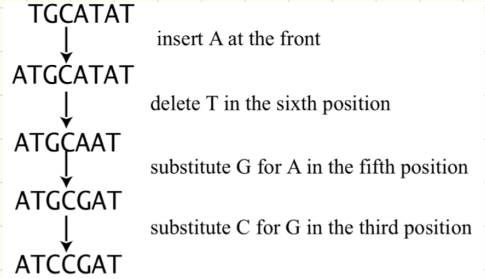 TGCATAT
insert A at the front
ATGCATAT
delete T in the sixth position
ATGCAAT
substitute G for A in the fifth position
ATGCGAT
substitute C for G in the third position
ATCCGAT